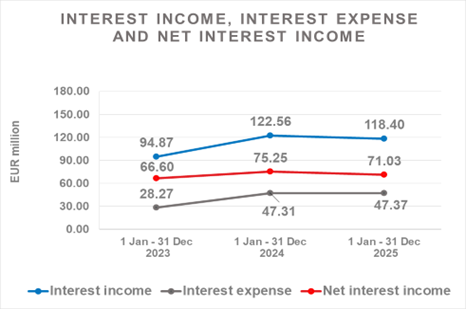 INTEREST INCOME, INTEREST EXPENSE
AND NET INTEREST INCOME
EUR million
180.00
150.00
120.00
90.00
60.00
30.00
0.00
94.87
122.56
118.40
66.60
75.25
71.03
28.27
47.31
47.37
1 Jan - 31 Dec
2023
1 Jan - 31 Dec
2024
1 Jan - 31 Dec
2025
Interest income
Interest expense
Net interest income